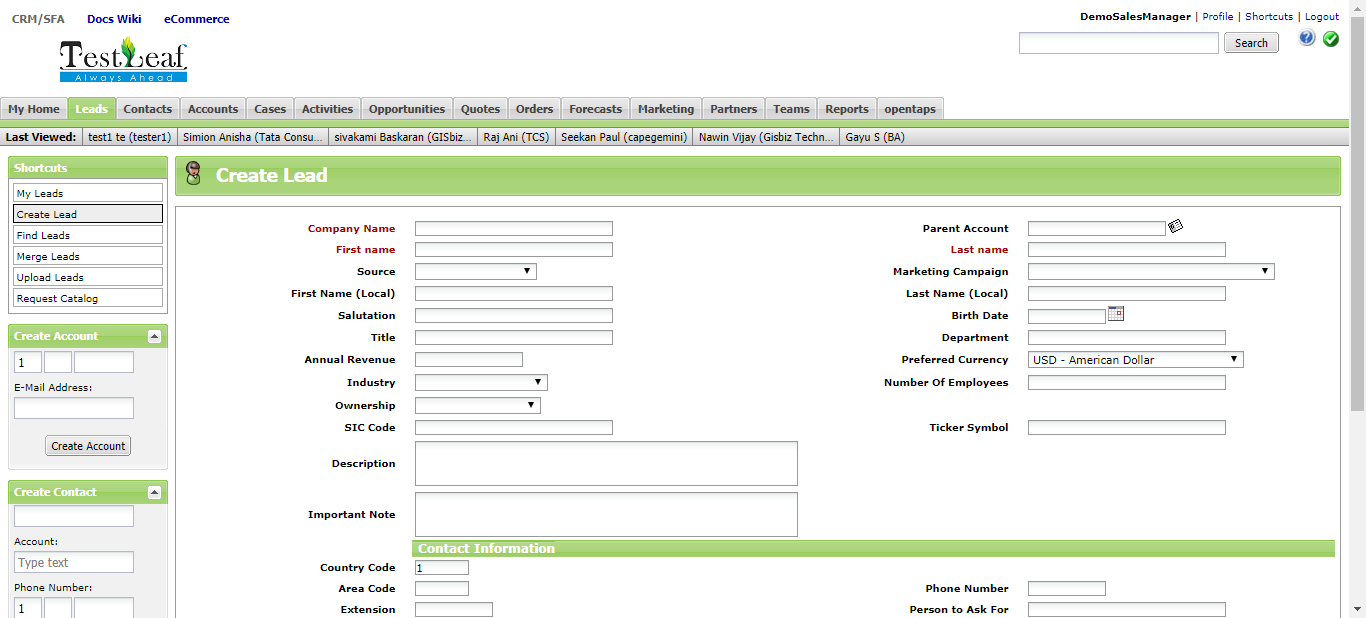 CRM/SFA Docs Wiki eCommerce
DemoSalesManager | Profile | Shortcuts | Logout
TestLeaf
Always Ahead
Search
My Home Leads Contacts Accounts Cases Activities Opportunities Quotes Orders Forecasts Marketing Partners Teams Reports opentaps
Last Viewed: test1 te (tester1) Simion Anisha (Tata Consu... sivakami Baskaran (GISbiz... Raj Ani (TCS) Seekan Paul (capegemini) Nawin Vijay (Gisbiz Techn... Gayu S (BA)
Shortcuts
My Leads
Create Lead
Find Leads
Merge Leads
Upload Leads
Request Catalog
Create Account
1
E-Mail Address:
Create Account
Create Contact
Account:
Type text
Phone Number:
1
Create Lead
Company Name Parent Account
First name Last name
Source Marketing Campaign
First Name (Local) Last Name (Local)
Salutation Birth Date
Title Department
Annual Revenue Preferred Currency USD - American Dollar
Industry Number Of Employees
Ownership
SIC Code Ticker Symbol
Description
Important Note
Contact Information
Country Code 1
Area Code Phone Number
Extension Person to Ask For